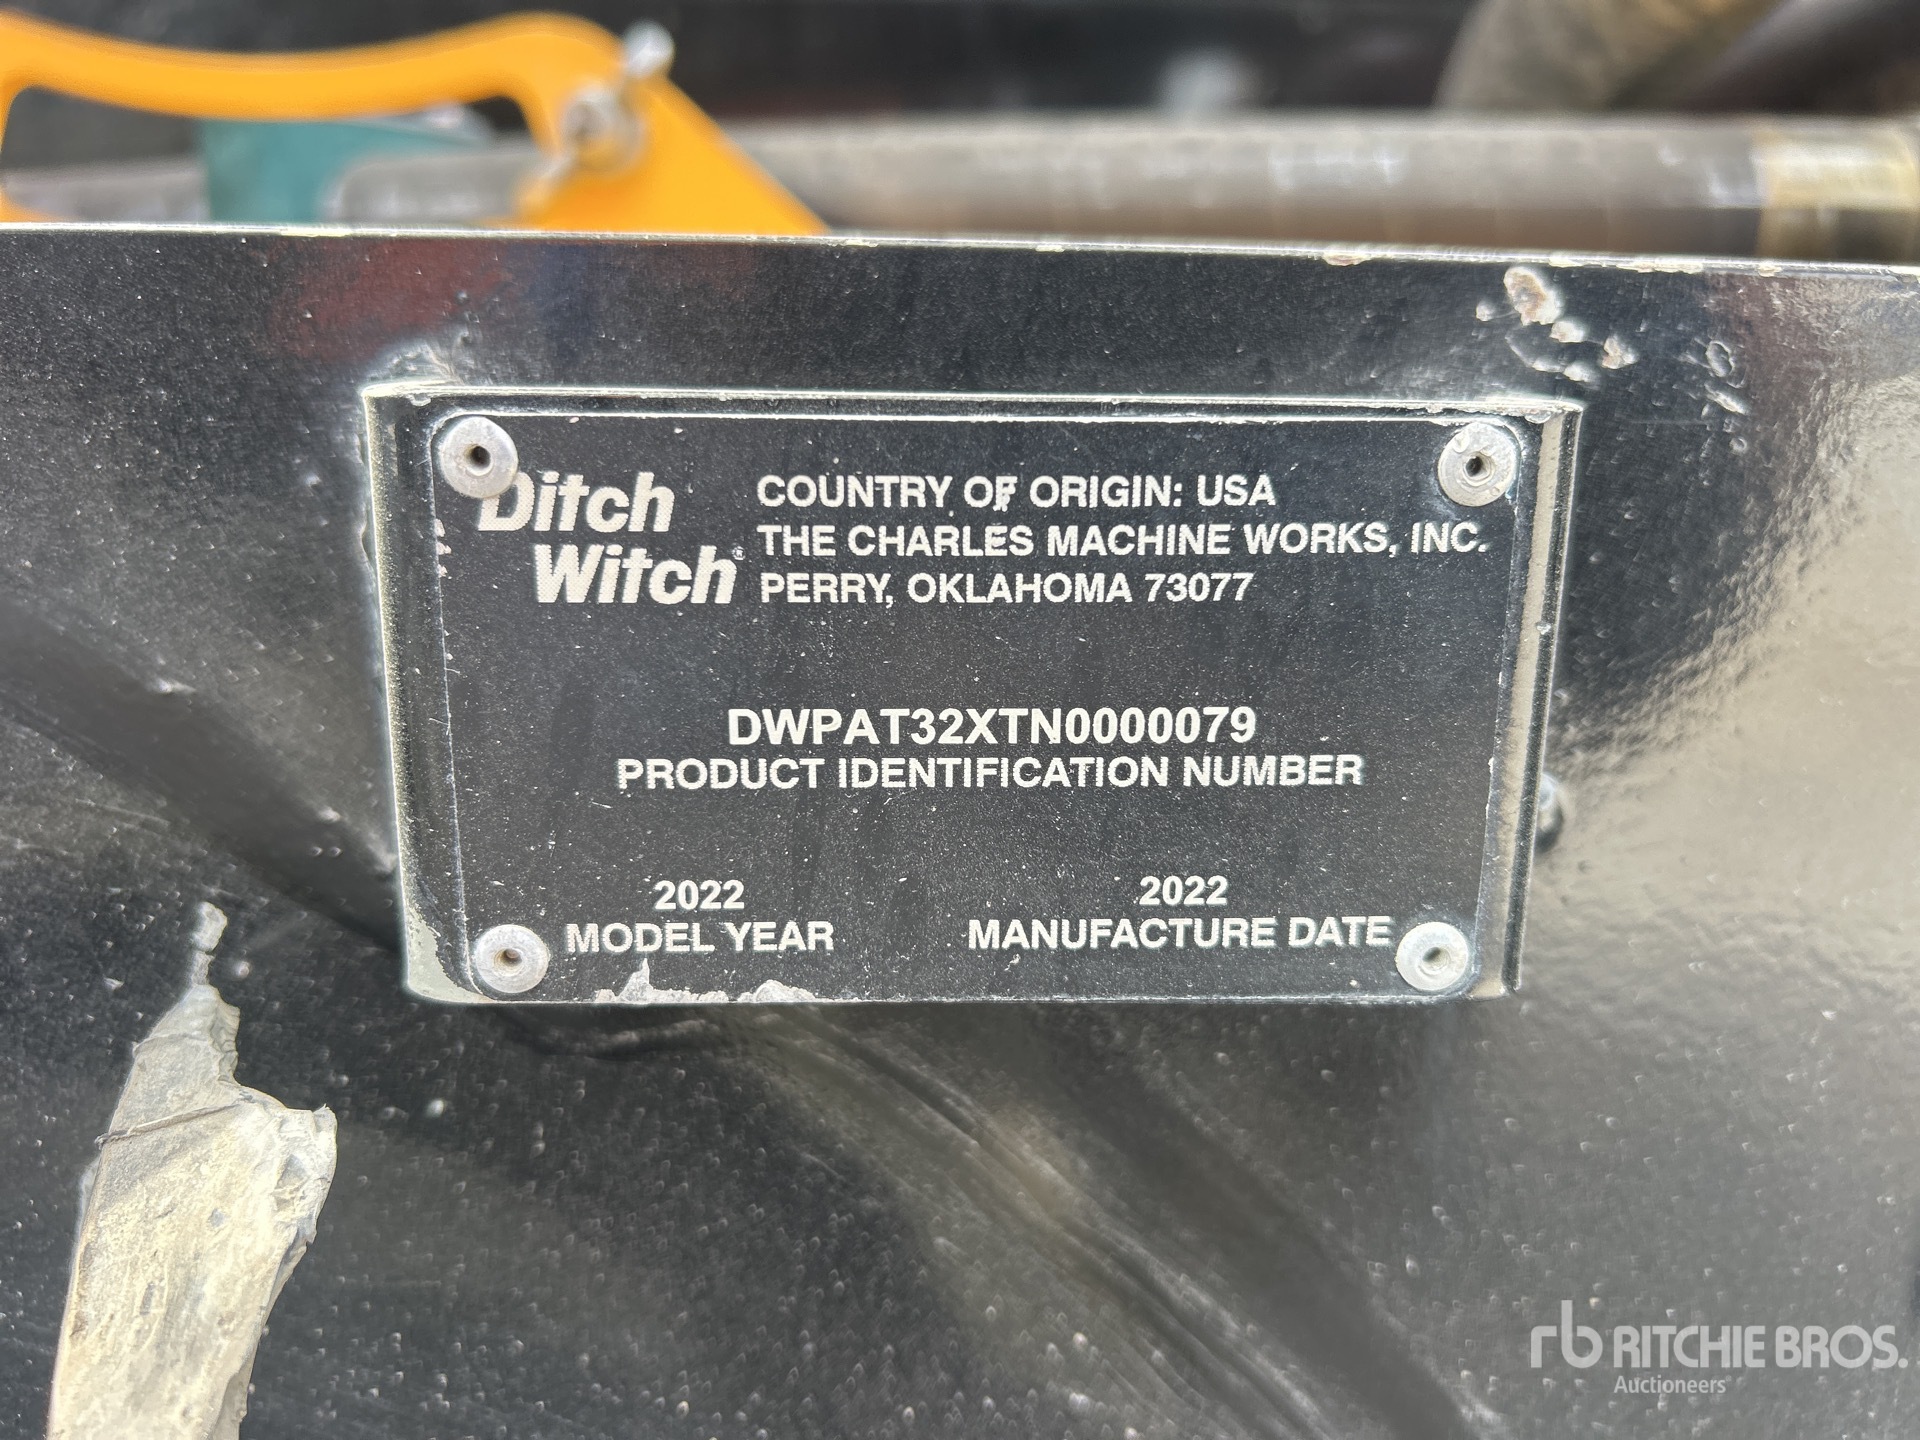 Ditch
Witch®
COUNTRY OF ORIGIN: USA
THE CHARLES MACHINE WORKS, INC.
PERRY, OKLAHOMA 73077
DWPAT32XTN0000079
PRODUCT IDENTIFICATION NUMBER
2022
MODEL YEAR
2022
MANUFACTURE DATE
rb RITCHIE BROS.
Auctioneers